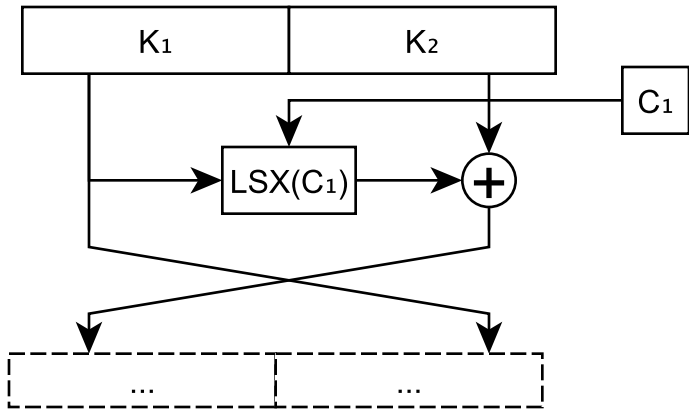 K₁ K₂
C₁
LSX(C₁)
... ...